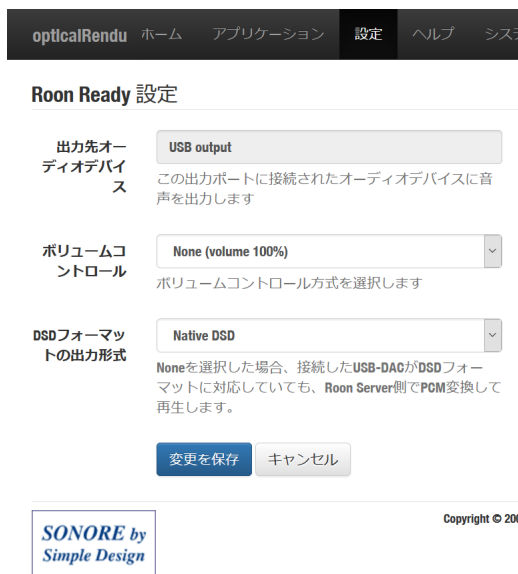 optIcalRendu ホーム アプリケーション 設定 ヘルプ
Roon Ready 設定
出力先オー
ディオデバイ
ス
USB output
この出力ポートに接続されたオーディオデバイスに音
声を出力します
ボリュームコ
ントロール
None (volume 100%)
ボリュームコントロール方式を選択します
DSDフォーマッ
トの出力形式
Native DSD
Noneを選択した場合、接続したUSB-DACがDSDフォー
マットに対応していても、Roon Server側でPCM変換して
再生します。
変更を保存 キャンセル
SONORE by
Simple Design
Copyright © 200